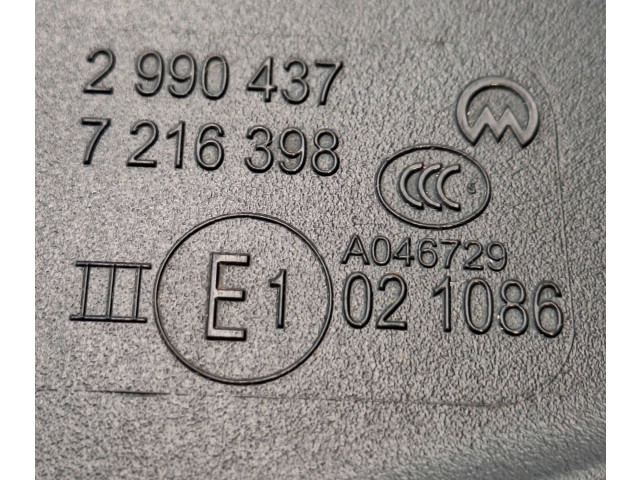 2 990 437
7 216 398
CCC S
A046729
III E1 02 1086